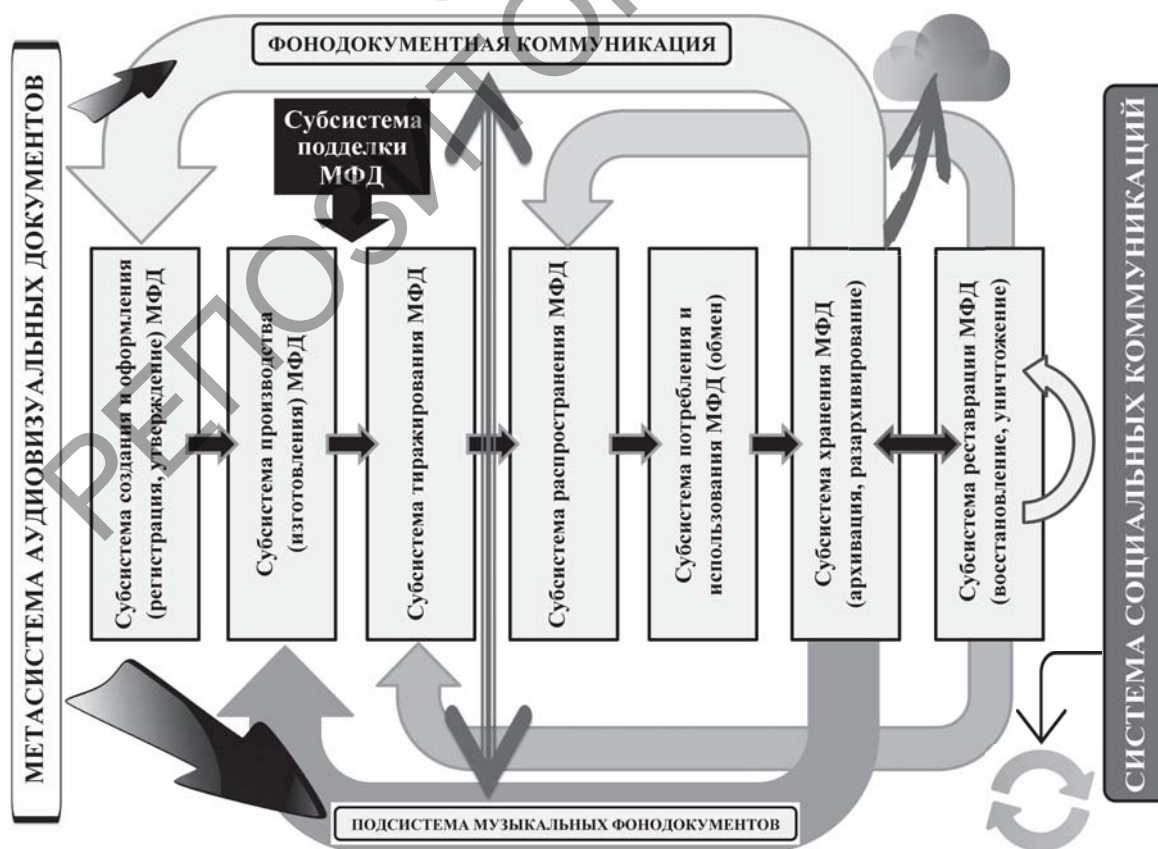 МЕТАСИСТЕМА АУДИОВИЗУАЛЬНЫХ ДОКУМЕНТОВ
ФОНОДОКУМЕНТНАЯ КОММУНИКАЦИЯ
Субсистема
подделки
МФД
Субсистема создания и оформления
(регистрация, утверждение) МФД
Субсистема производства
(изготовления) МФД
Субсистема тиражирования МФД
Субсистема распространения МФД
Субсистема потребления и
использования МФД (обмен)
Субсистема хранения МФД
(архивация, разархивирование)
Субсистема реставрации МФД
(восстановление, уничтожение)
ПОДСИСТЕМА МУЗЫКАЛЬНЫХ ФОНОДОКУМЕНТОВ
СИСТЕМА СОЦИАЛЬНЫХ КОММУНИКАЦИЙ
РЕПОЗИТО